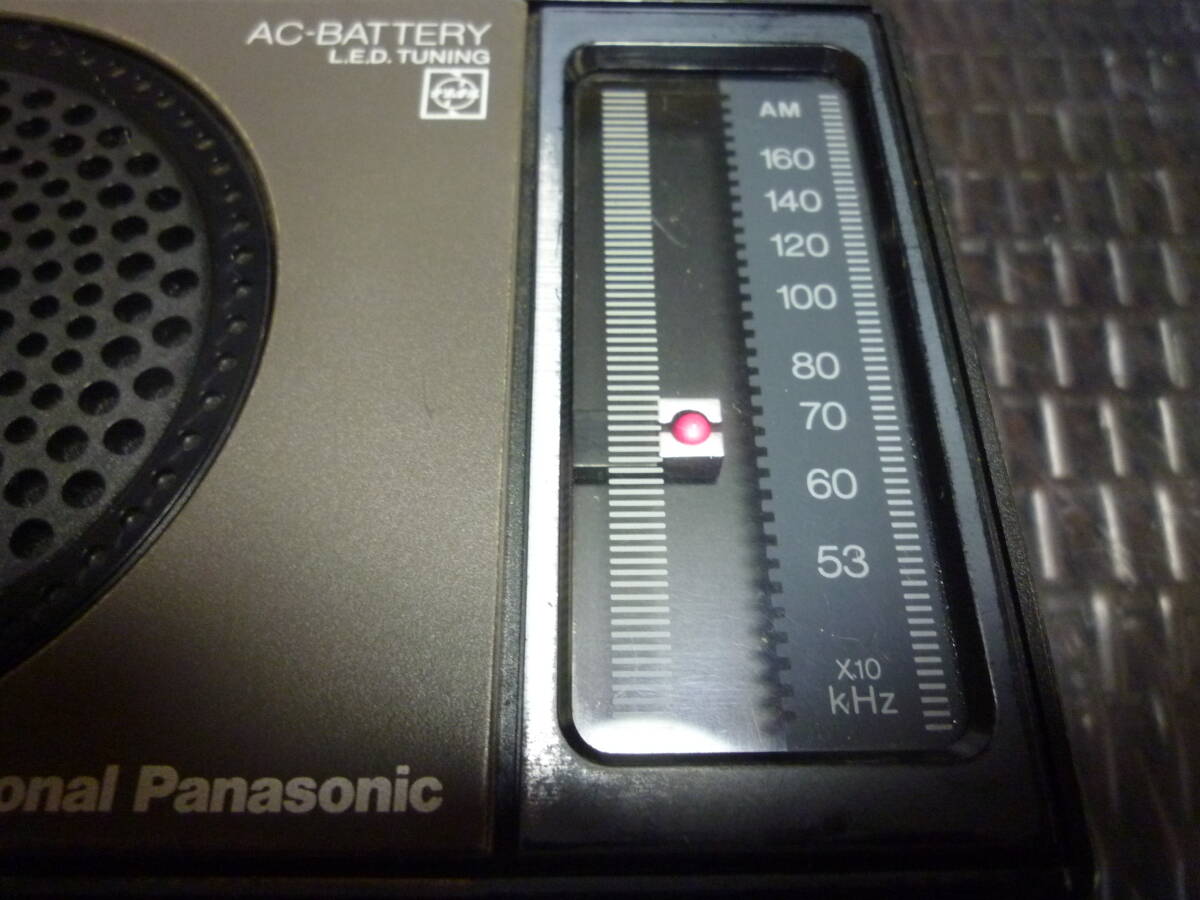 AC-BATTERY
L.E.D. TUNING
AM
160
140
120
100
80
70
60
53
X10
kHz
onal Panasonic